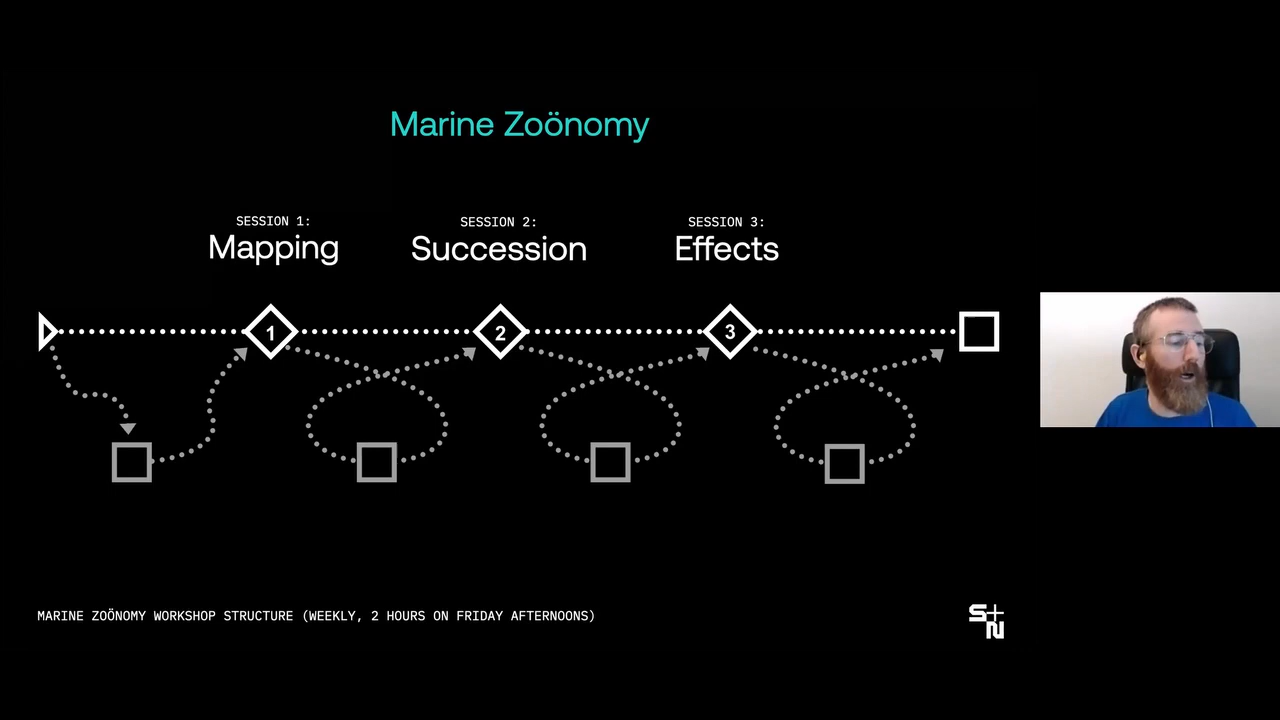 Marine Zoönomy
SESSION 1:
Mapping
SESSION 2:
Succession
SESSION 3:
Effects
1
2
3
MARINE ZOÖNOMY WORKSHOP STRUCTURE (WEEKLY, 2 HOURS ON FRIDAY AFTERNOONS)
S+
N